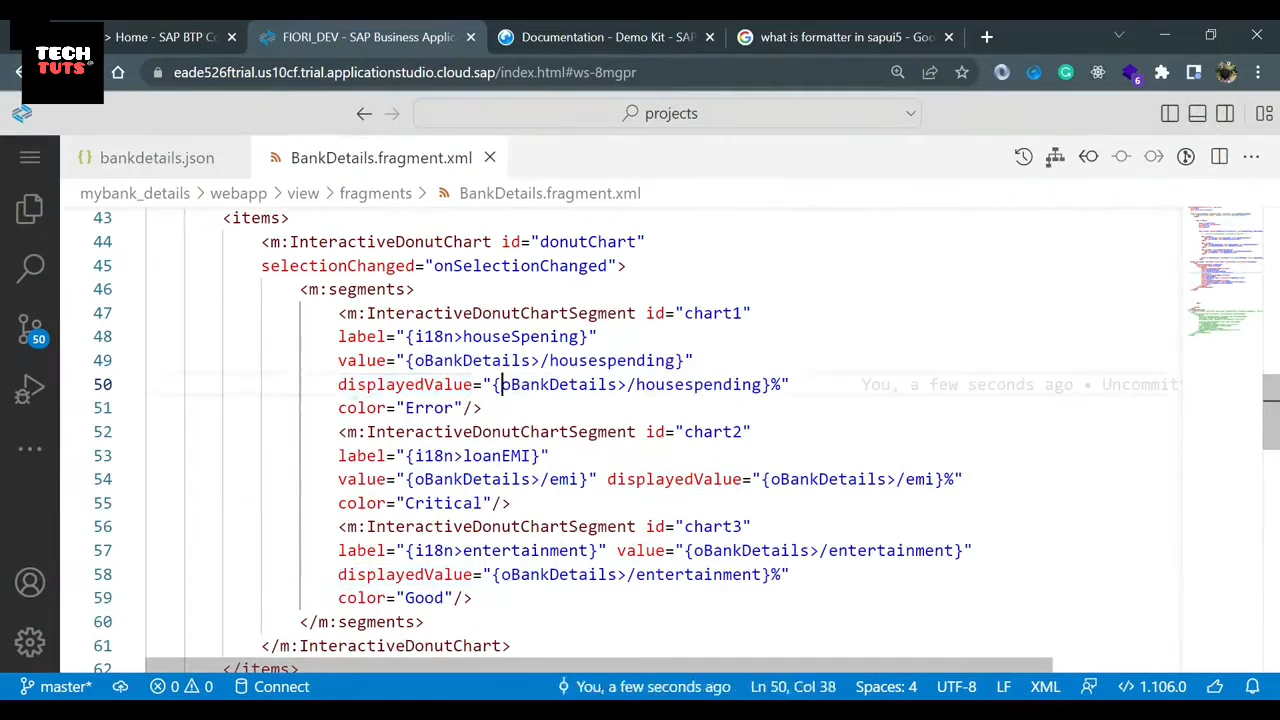 Home - SAP BTP C
FIORI_DEV - SAP Business Applic
Documentation - Demo Kit - SAP
what is formatter in sapui5 - Goo
TECH
TUTS
eade526ftrial.us10cf.trial.applicationstudio.cloud.sap/index.html#ws-8mgpr
6
projects
{} bankdetails.json
BankDetails.fragment.xml
mybank_details > webapp > view > fragments > BankDetails.fragment.xml
43 <items>
44 <m:InteractiveDonutChart id="donutChart"
45 selectionChanged="onSelectionChanged">
46 <m:segments>
47 <m:InteractiveDonutChartSegment id="chart1"
48 label="{i18n>houseSpening}"
49 value="{oBankDetails>/housespending}"
50 displayedValue="{oBankDetails>/housespending}%" You, a few seconds ago • Uncommit
51 color="Error"/>
52 <m:InteractiveDonutChartSegment id="chart2"
53 label="{i18n>loanEMI}"
54 value="{oBankDetails>/emi}" displayedValue="{oBankDetails>/emi}%"
55 color="Critical"/>
56 <m:InteractiveDonutChartSegment id="chart3"
57 label="{i18n>entertainment}" value="{oBankDetails>/entertainment}"
58 displayedValue="{oBankDetails>/entertainment}%"
59 color="Good"/>
60 </m:segments>
61 </m:InteractiveDonutChart>
62 </items>
50
master* 0 0 Connect You, a few seconds ago Ln 50, Col 38 Spaces: 4 UTF-8 LF XML </> 1.106.0